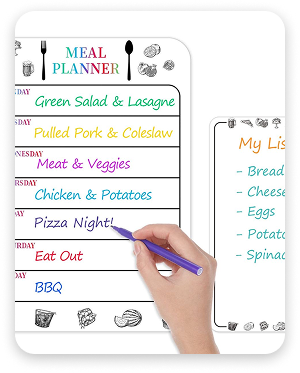 MEAL
PLANNER
DAY
Green Salad & Lasagne
SDAY
Pulled Pork & Coleslaw
NESDAY
Meat & Veggies
RSDAY
Chicken & Potatoes
DAY
Pizza Night!
URDAY
Eat Out
DAY
BBQ
My Lis
- Bread
- Cheese
- Eggs
- Potato
- Spinac